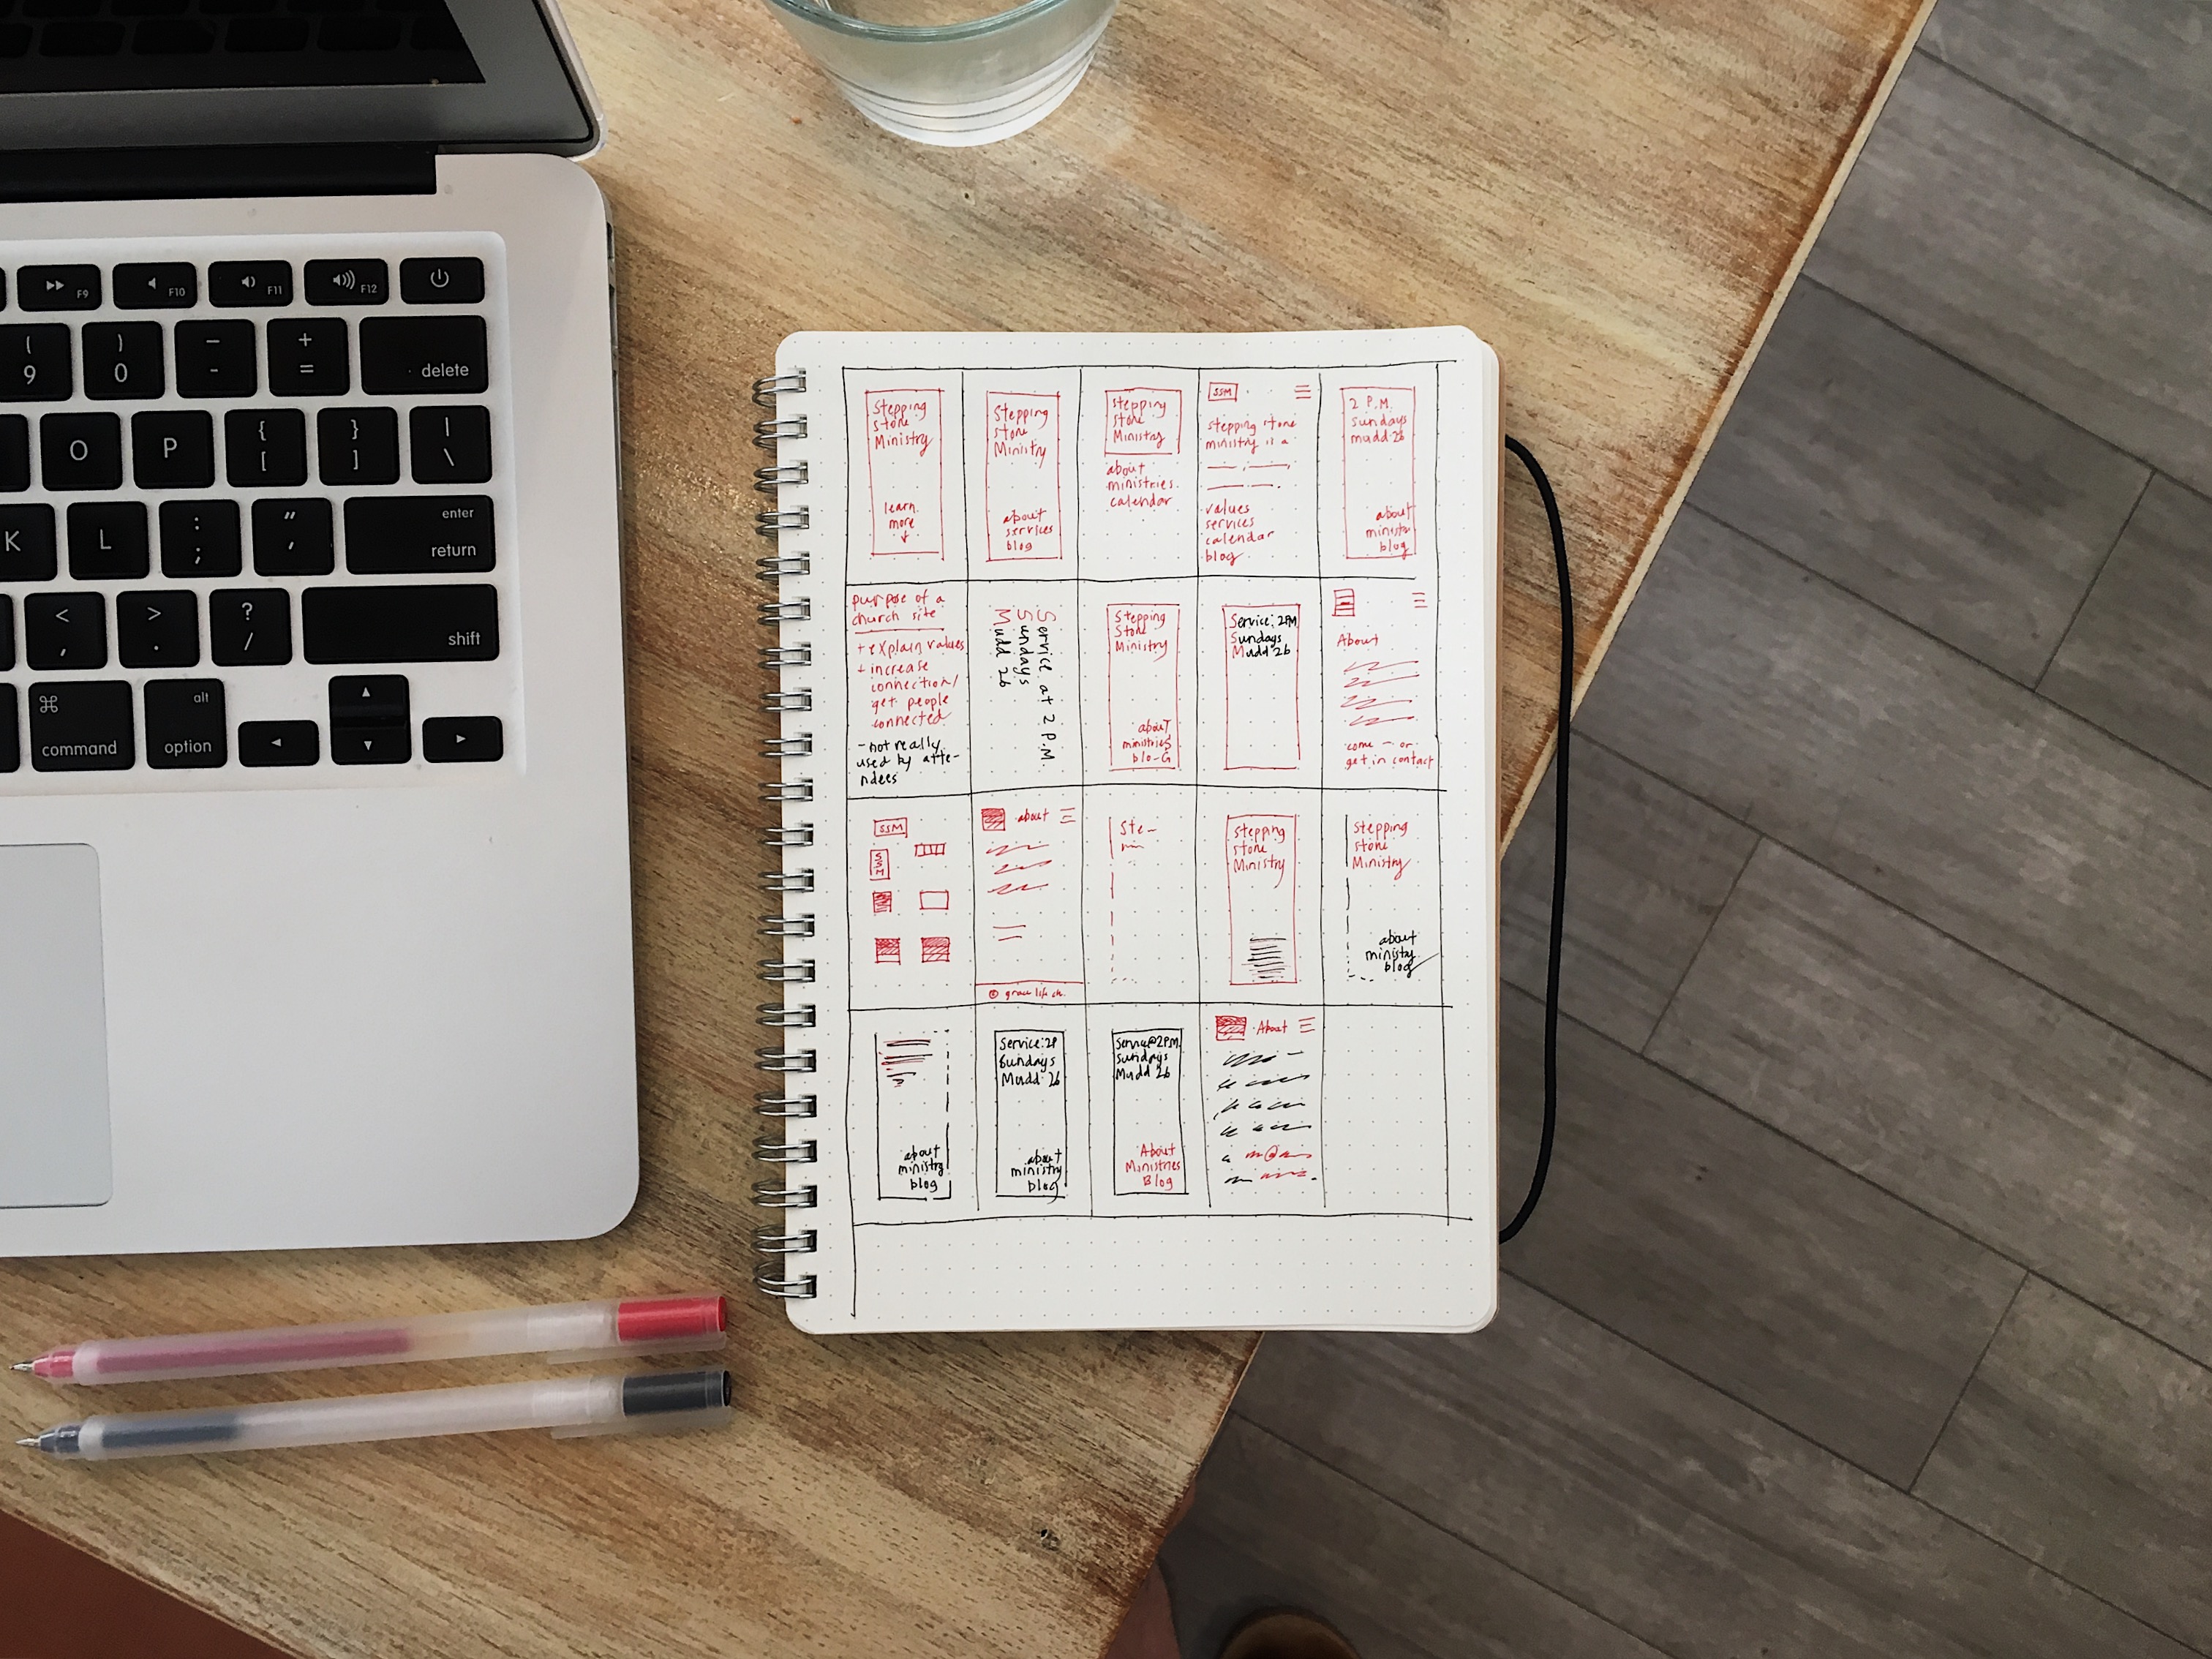 F9
F10
F11
F12
(
9
)
0
–
-
+
=
delete
O
P
{
[
}
]
|
\
K
L
:
;
"
'
enter
return
<
,
>
.
?
/
shift
⌘
command
alt
option
Stepping
Stone
Ministry
learn
more
Stepping
stone
Ministry
about
services
blog
Stepping
stone
Ministry
about
ministries
calendar
SSM
stepping stone
ministry is a
values
services
calendar
blog
2 P.M.
sundays
mudd 26
about
ministry
blog
purpose of a
church site
+ explain values
+ increase
connection/
get people
connected
- not really
used by atte-
ndees
Service at 2 P.M.
Sundays
Mudd 26
Stepping
Stone
Ministry
about
ministries
blo-G
Service: 2PM
Sundays
Mudd 26
About
come — or
get in contact
SSM
SSM
about
© grace life ch.
Ste-
stepping
stone
Ministry
stepping
stone
Ministry
about
ministry
blog
about
ministry
blog
Service: 2P
Sundays
Mudd 26
about
ministry
blog
Service@2PM
Sundays
Mudd 26
About
Ministries
Blog
About